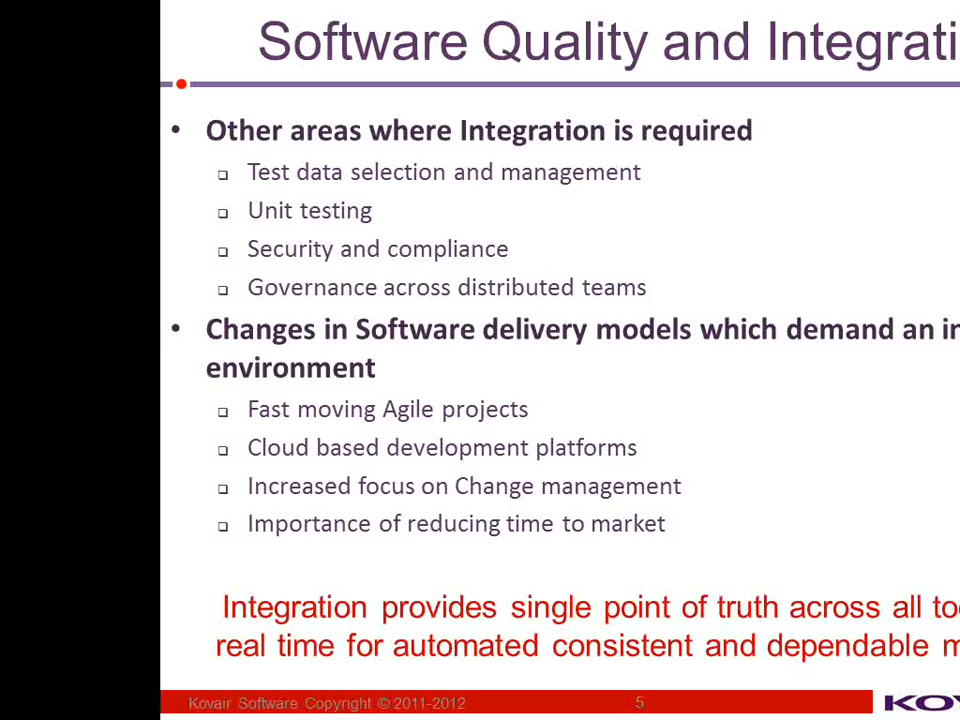 Software Quality and Integrati
• Other areas where Integration is required
❑ Test data selection and management
❑ Unit testing
❑ Security and compliance
❑ Governance across distributed teams
• Changes in Software delivery models which demand an in
environment
❑ Fast moving Agile projects
❑ Cloud based development platforms
❑ Increased focus on Change management
❑ Importance of reducing time to market
Integration provides single point of truth across all to
real time for automated consistent and dependable m
Kovair Software Copyright © 2011-2012 5 KOV